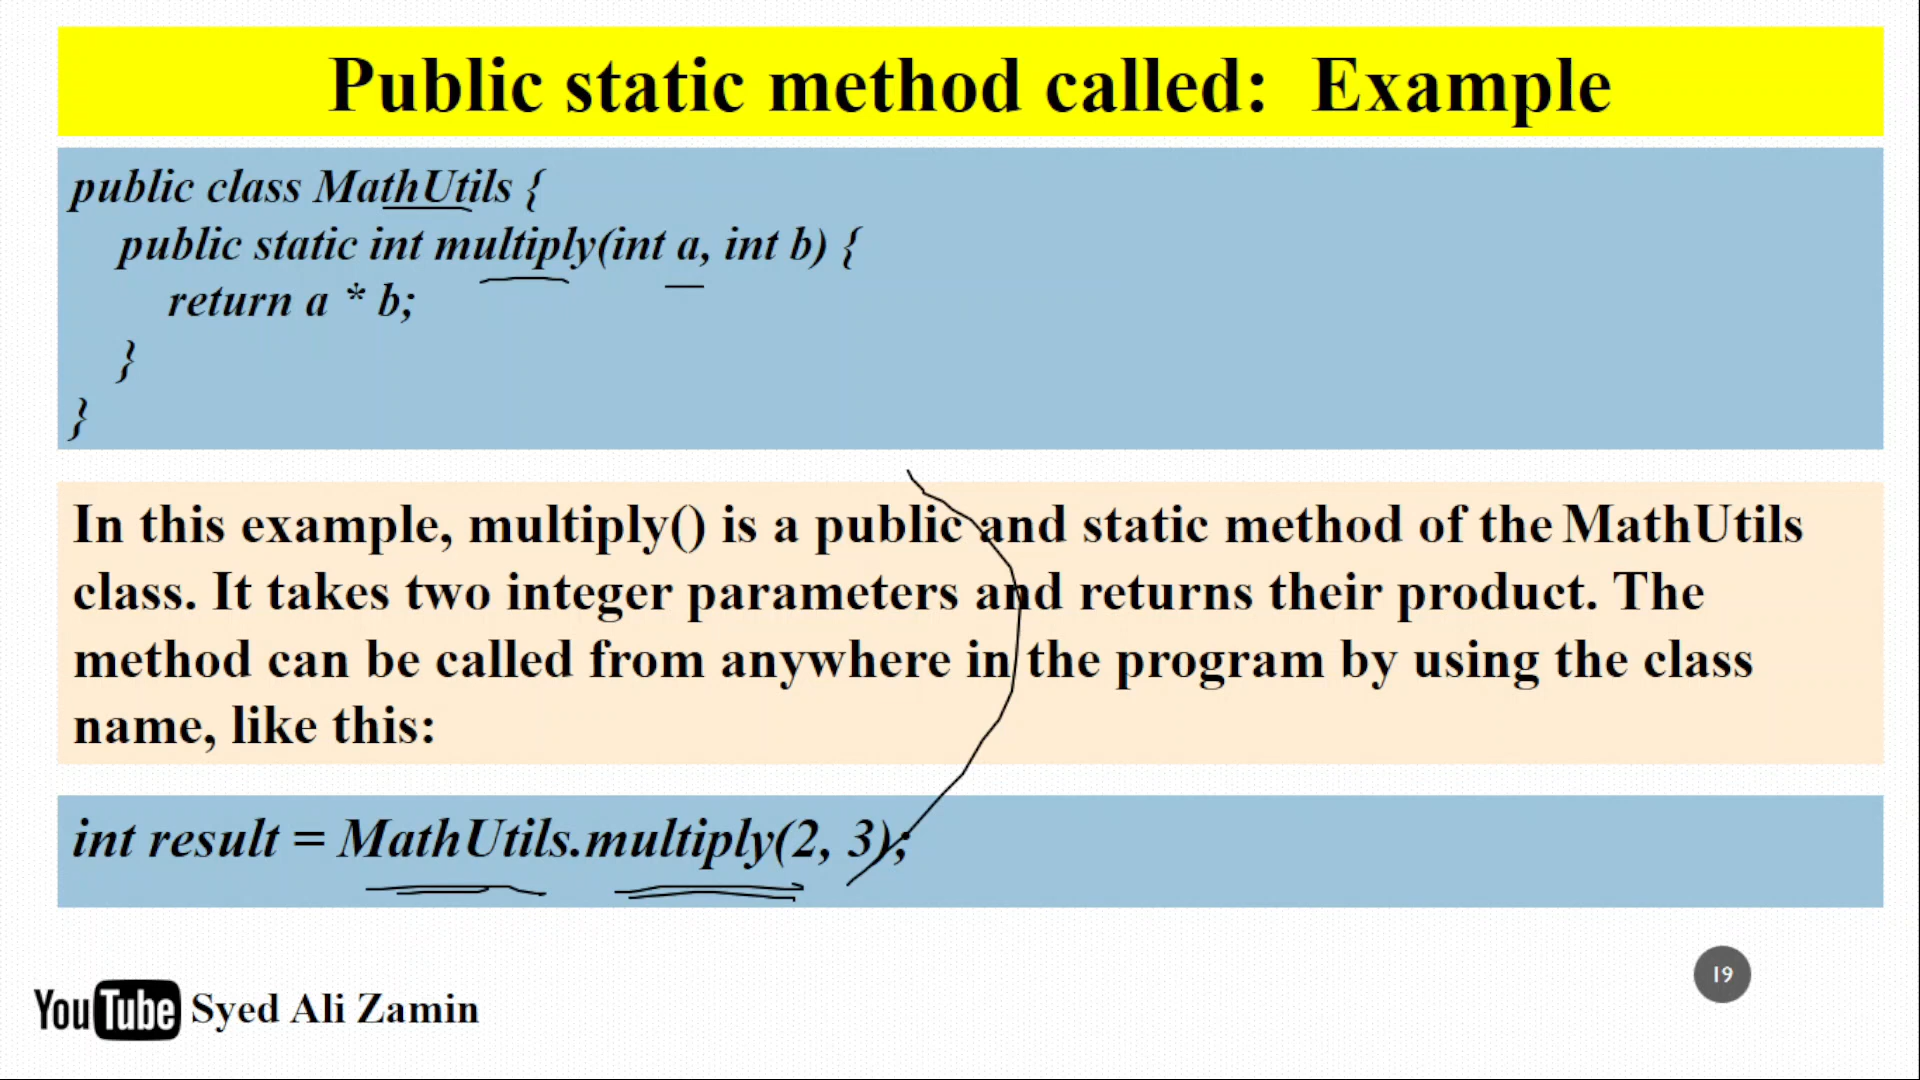 Public static method called: Example
public class MathUtils {
public static int multiply(int a, int b) {
return a * b;
}
}
In this example, multiply() is a public and static method of the MathUtils
class. It takes two integer parameters and returns their product. The
method can be called from anywhere in the program by using the class
name, like this:
int result = MathUtils.multiply(2, 3);
19
YouTube Syed Ali Zamin